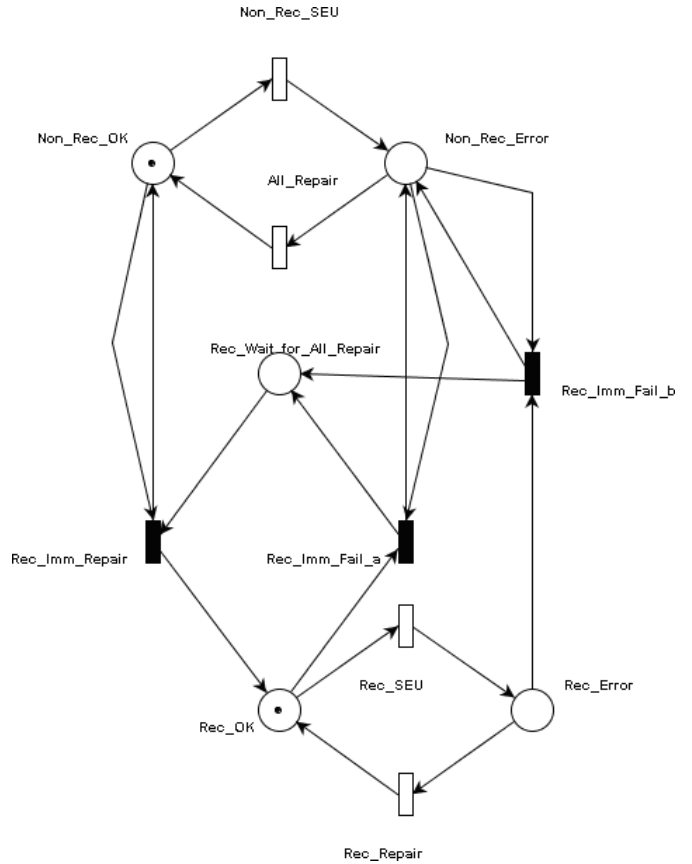 Non_Rec_SEU
Non_Rec_OK
Non_Rec_Error
All_Repair
Rec_Wait_for_All_Repair
Rec_Imm_Fail_b
Rec_Imm_Repair
Rec_Imm_Fail_a
Rec_SEU
Rec_Error
Rec_OK
Rec_Repair